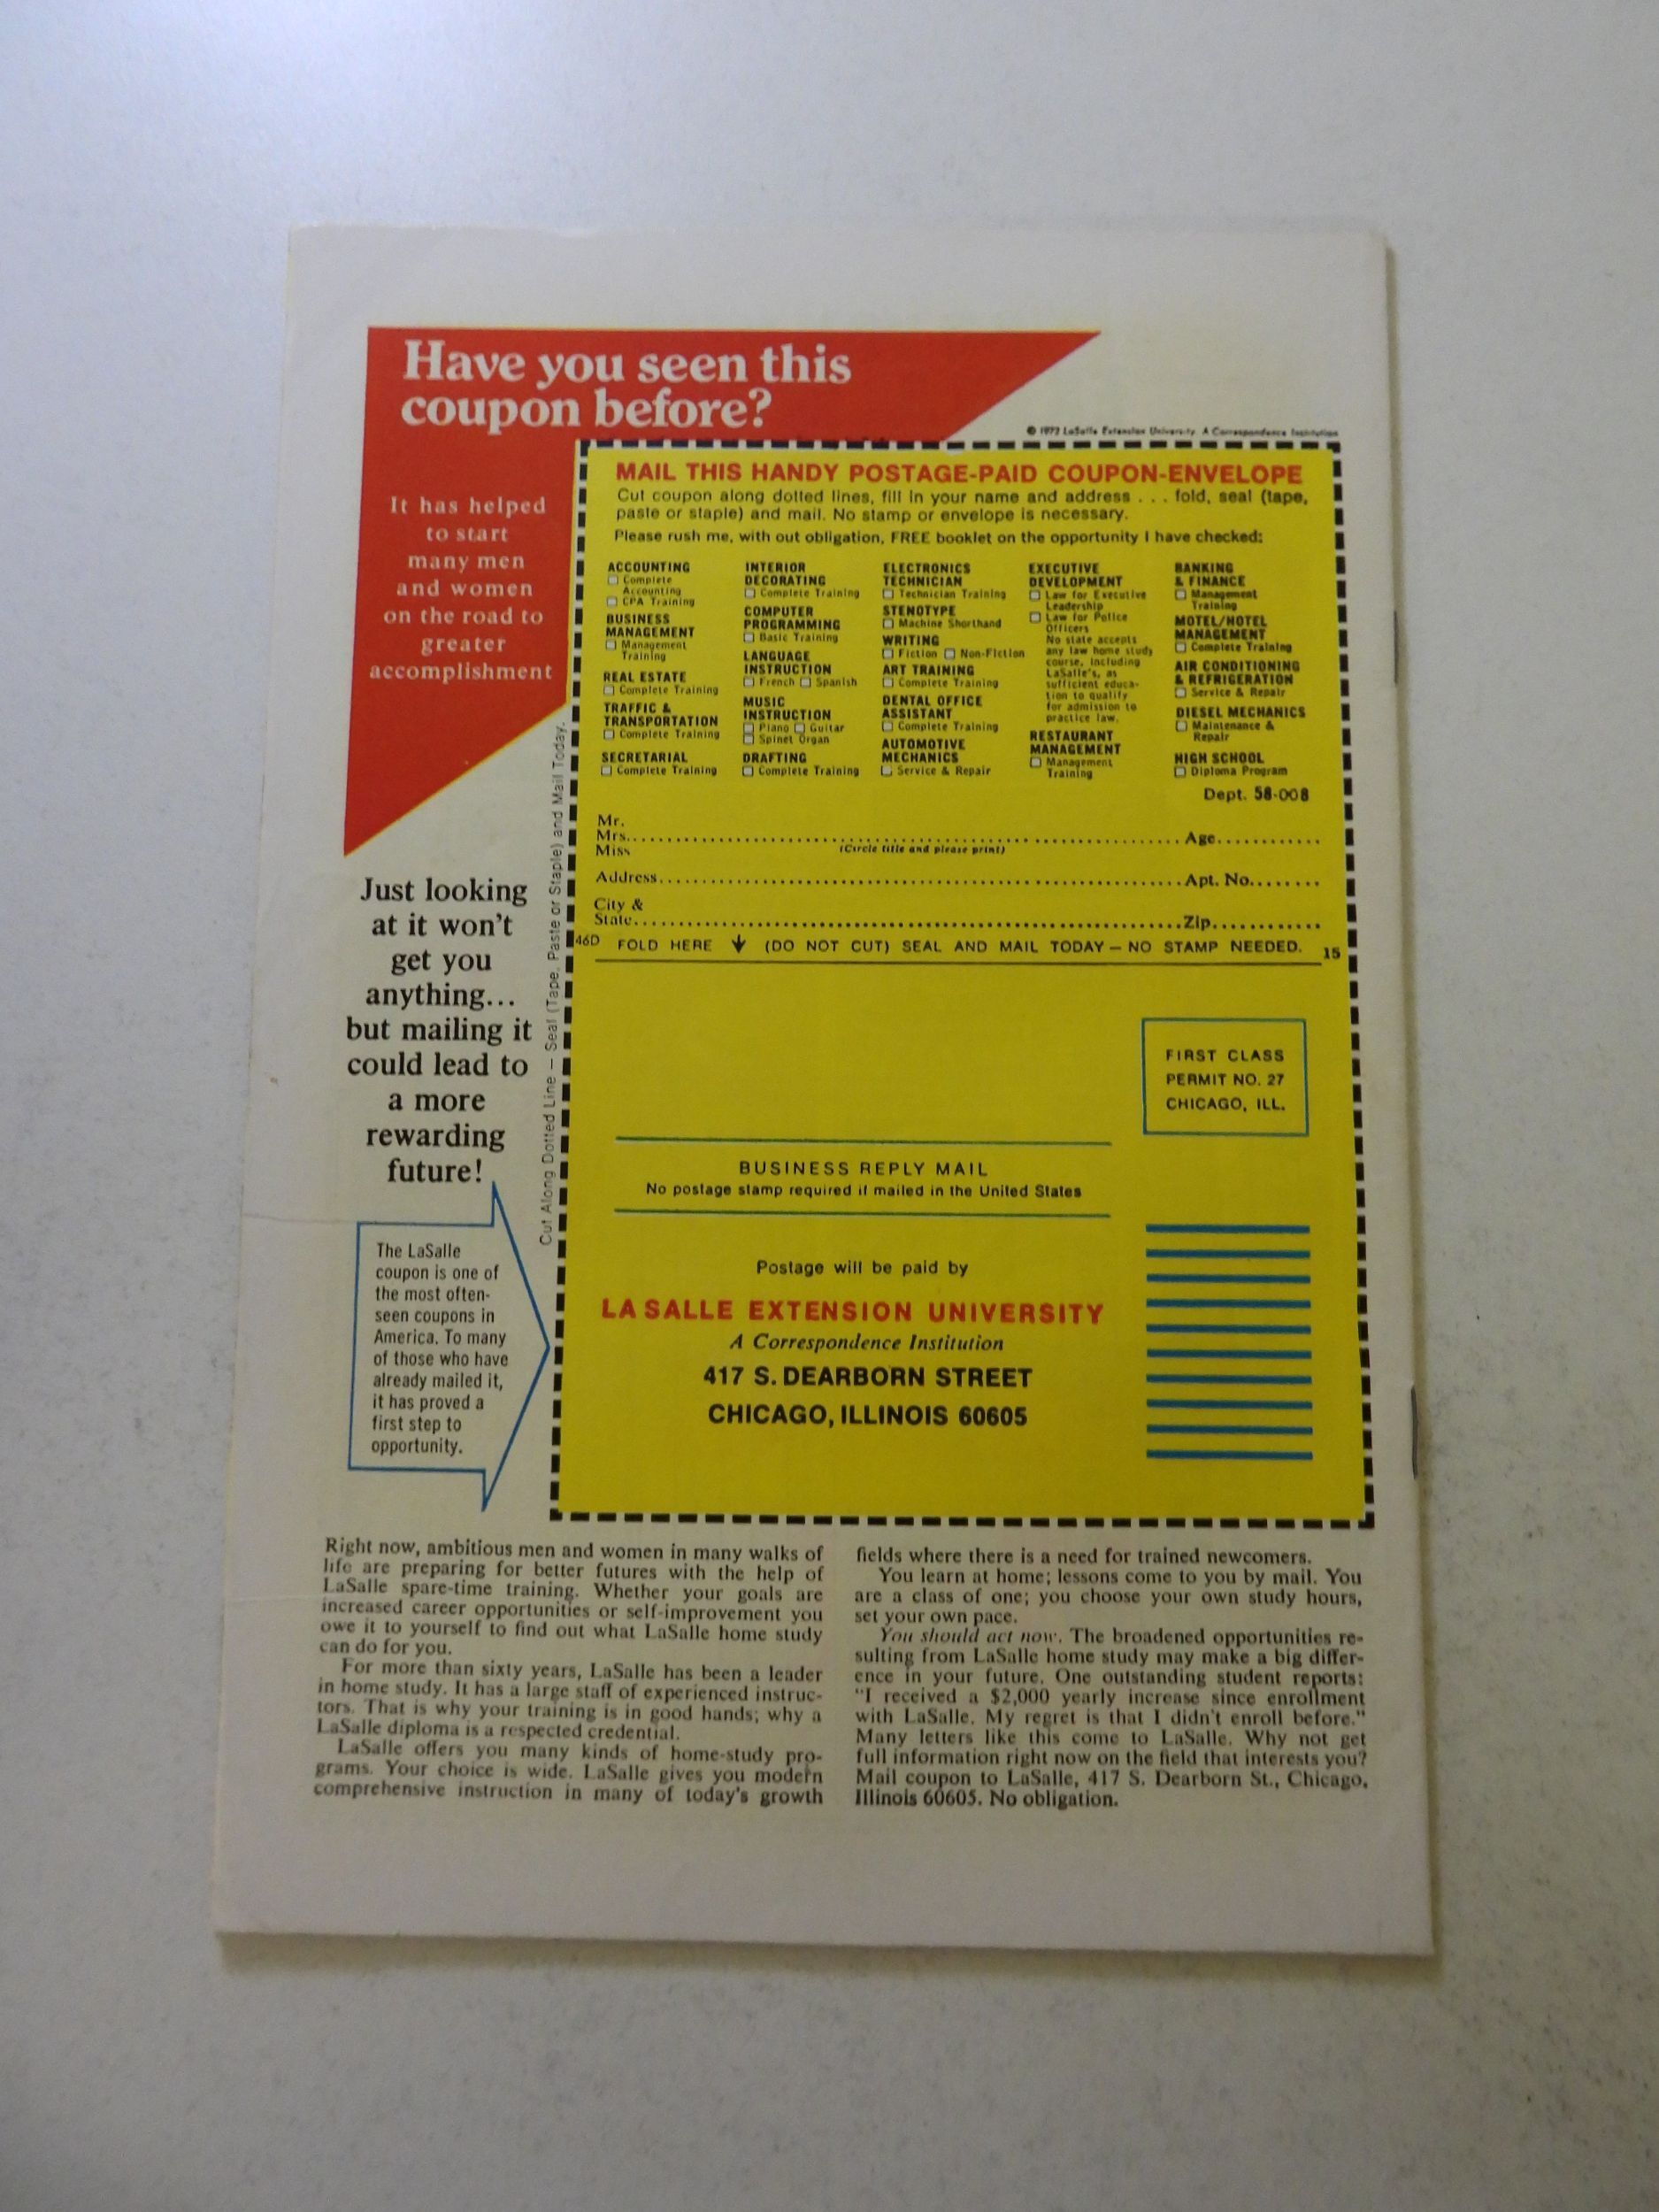 Have you seen this
coupon before?
It has helped
to start
many men
and women
on the road to
greater
accomplishment
Just looking
at it won't
get you
anything...
but mailing it
could lead to
a more
rewarding
future!
The LaSalle
coupon is one of
the most often-
seen coupons in
America. To many
of those who have
already mailed it,
it has proved a
first step to
opportunity.
Cut Along Dotted Line — Seal (Tape, Paste or Staple) and Mail Today.
LaSalle Extension University. A Correspondence Institution
MAIL THIS HANDY POSTAGE-PAID COUPON-ENVELOPE
Cut coupon along dotted lines, fill in your name and address . . . fold, seal (tape,
paste or staple) and mail. No stamp or envelope is necessary.
Please rush me, with out obligation, FREE booklet on the opportunity I have checked:
ACCOUNTING
☐ Complete
Accounting
☐ CPA Training
BUSINESS
MANAGEMENT
☐ Management
Training
REAL ESTATE
☐ Complete Training
TRAFFIC &
TRANSPORTATION
☐ Complete Training
SECRETARIAL
☐ Complete Training
INTERIOR
DECORATING
☐ Complete Training
COMPUTER
PROGRAMMING
☐ Basic Training
LANGUAGE
INSTRUCTION
☐ French ☐ Spanish
MUSIC
INSTRUCTION
☐ Piano ☐ Guitar
☐ Spinet Organ
DRAFTING
☐ Complete Training
ELECTRONICS
TECHNICIAN
☐ Technician Training
STENOTYPE
☐ Machine Shorthand
WRITING
☐ Fiction ☐ Non-Fiction
ART TRAINING
☐ Complete Training
DENTAL OFFICE
ASSISTANT
☐ Complete Training
AUTOMOTIVE
MECHANICS
☐ Service & Repair
EXECUTIVE
DEVELOPMENT
☐ Law for Executive
Leadership
☐ Law for Police
Officers
No state accepts
any law home study
course, including
LaSalle's, as
sufficient educa-
tion to qualify
for admission to
practice law.
RESTAURANT
MANAGEMENT
☐ Management
Training
BANKING
& FINANCE
☐ Management
Training
MOTEL/HOTEL
MANAGEMENT
☐ Complete Training
AIR CONDITIONING
& REFRIGERATION
☐ Service & Repair
DIESEL MECHANICS
☐ Maintenance &
Repair
HIGH SCHOOL
☐ Diploma Program
Dept. 58-008
Mr.
Mrs. Age
Miss (Circle title and please print)
Address Apt. No.
City &
State Zip
46D FOLD HERE ↓ (DO NOT CUT) SEAL AND MAIL TODAY — NO STAMP NEEDED. 15
FIRST CLASS
PERMIT NO. 27
CHICAGO, ILL.
BUSINESS REPLY MAIL
No postage stamp required if mailed in the United States
Postage will be paid by
LA SALLE EXTENSION UNIVERSITY
A Correspondence Institution
417 S. DEARBORN STREET
CHICAGO, ILLINOIS 60605
Right now, ambitious men and women in many walks of
life are preparing for better futures with the help of
LaSalle spare-time training. Whether your goals are
increased career opportunities or self-improvement you
owe it to yourself to find out what LaSalle home study
can do for you.
For more than sixty years, LaSalle has been a leader
in home study. It has a large staff of experienced instruc-
tors. That is why your training is in good hands; why a
LaSalle diploma is a respected credential.
LaSalle offers you many kinds of home-study pro-
grams. Your choice is wide. LaSalle gives you modern
comprehensive instruction in many of today's growth
fields where there is a need for trained newcomers.
You learn at home; lessons come to you by mail. You
are a class of one; you choose your own study hours,
set your own pace.
You should act now. The broadened opportunities re-
sulting from LaSalle home study may make a big differ-
ence in your future. One outstanding student reports:
"I received a $2,000 yearly increase since enrollment
with LaSalle. My regret is that I didn't enroll before."
Many letters like this come to LaSalle. Why not get
full information right now on the field that interests you?
Mail coupon to LaSalle, 417 S. Dearborn St., Chicago,
Illinois 60605. No obligation.